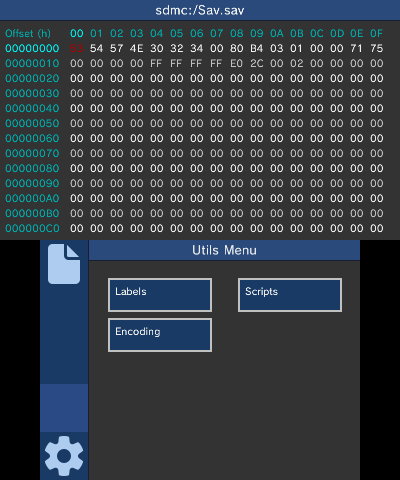 sdmc:/Sav.sav
Offset (h) 00 01 02 03 04 05 06 07 08 09 0A 0B 0C 0D 0E 0F
00000000 54 57 4E 30 32 34 00 80 B4 03 01 00 00 71 75
00000010 00 00 00 00 FF FF FF FF E0 2C 00 02 00 00 00 00
00000020 00 00 00 00 00 00 00 00 00 00 00 00 00 00 00 00
00000030 00 00 00 00 00 00 00 00 00 00 00 00 00 00 00 00
00000040 00 00 00 00 00 00 00 00 00 00 00 00 00 00 00 00
00000050 00 00 00 00 00 00 00 00 00 00 00 00 00 00 00 00
00000060 00 00 00 00 00 00 00 00 00 00 00 00 00 00 00 00
00000070 00 00 00 00 00 00 00 00 00 00 00 00 00 00 00 00
00000080 00 00 00 00 00 00 00 00 00 00 00 00 00 00 00 00
00000090 00 00 00 00 00 00 00 00 00 00 00 00 00 00 00 00
000000A0 00 00 00 00 00 00 00 00 00 00 00 00 00 00 00 00
000000B0 00 00 00 00 00 00 00 00 00 00 00 00 00 00 00 00
000000C0 00 00 00 00 00 00 00 00 00 00 00 00 00 00 00 00
Utils Menu
Labels Scripts
Encoding